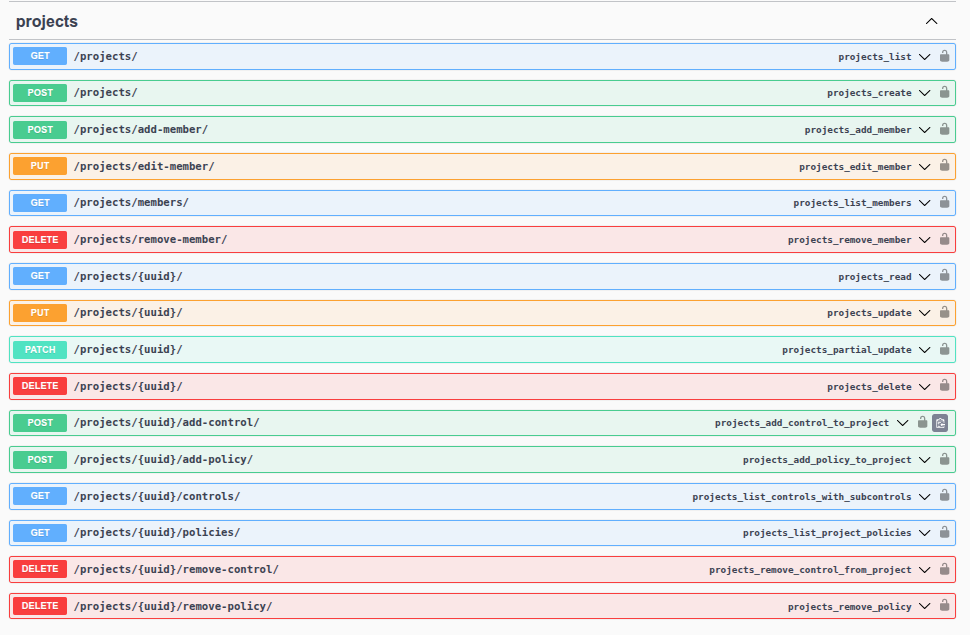 projects
GET /projects/ projects_list
POST /projects/ projects_create
POST /projects/add-member/ projects_add_member
PUT /projects/edit-member/ projects_edit_member
GET /projects/members/ projects_list_members
DELETE /projects/remove-member/ projects_remove_member
GET /projects/{uuid}/ projects_read
PUT /projects/{uuid}/ projects_update
PATCH /projects/{uuid}/ projects_partial_update
DELETE /projects/{uuid}/ projects_delete
POST /projects/{uuid}/add-control/ projects_add_control_to_project
POST /projects/{uuid}/add-policy/ projects_add_policy_to_project
GET /projects/{uuid}/controls/ projects_list_controls_with_subcontrols
GET /projects/{uuid}/policies/ projects_list_project_policies
DELETE /projects/{uuid}/remove-control/ projects_remove_control_from_project
DELETE /projects/{uuid}/remove-policy/ projects_remove_policy